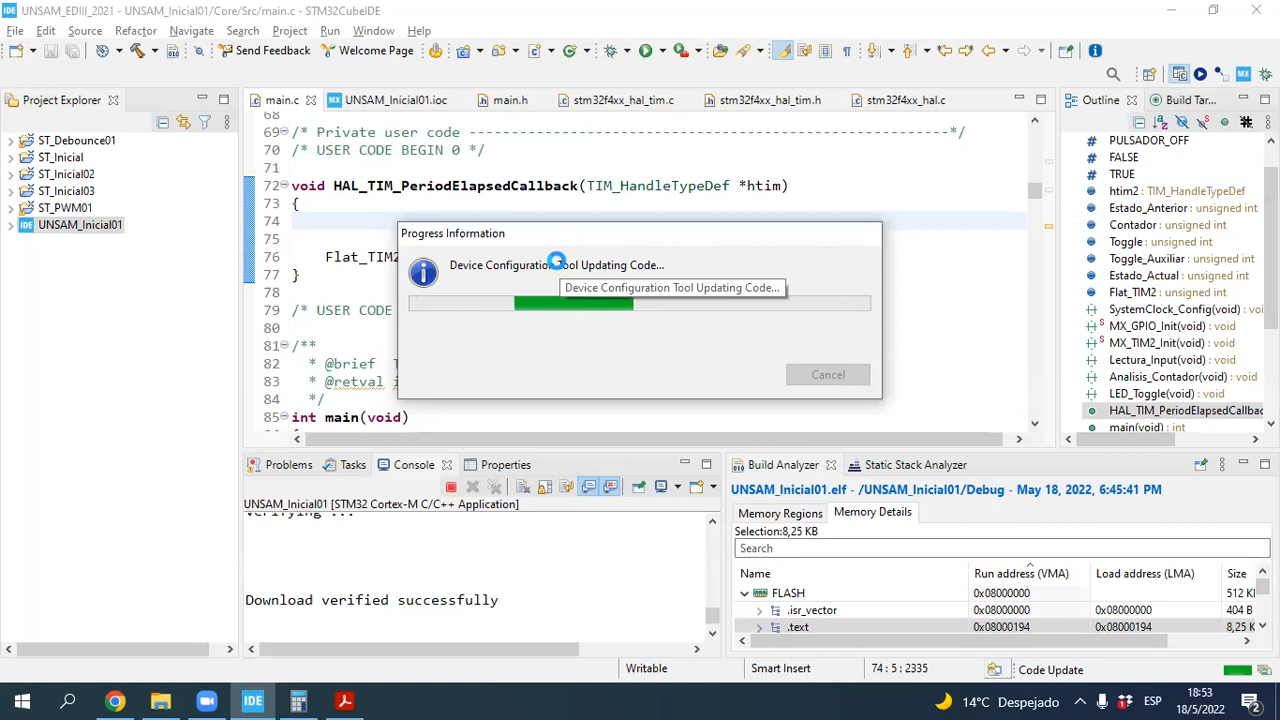 UNSAM_EDIII_2021 - UNSAM_Inicial01/Core/Src/main.c - STM32CubeIDE
File Edit Source Refactor Navigate Search Project Run Window Help
Send Feedback Welcome Page
Project Explorer
ST_Debounce01
ST_Inicial
ST_Inicial02
ST_Inicial03
ST_PWM01
UNSAM_Inicial01
main.c UNSAM_Inicial01.ioc main.h stm32f4xx_hal_tim.c stm32f4xx_hal_tim.h stm32f4xx_hal.c
68
69 /* Private user code ---------------------------------------------------------*/
70 /* USER CODE BEGIN 0 */
71
72 void HAL_TIM_PeriodElapsedCallback(TIM_HandleTypeDef *htim)
73 {
74
75
76 Flat_TIM2
77 }
78
79 /* USER CODE
80
81 /**
82 * @brief T
83 * @retval i
84 */
85 int main(void)
Progress Information
Device Configuration Tool Updating Code...
Device Configuration Tool Updating Code...
Cancel
Outline Build Tar...
PULSADOR_OFF
FALSE
TRUE
htim2 : TIM_HandleTypeDef
Estado_Anterior : unsigned int
Contador : unsigned int
Toggle : unsigned int
Toggle_Auxiliar : unsigned int
Estado_Actual : unsigned int
Flat_TIM2 : unsigned int
SystemClock_Config(void) : void
MX_GPIO_Init(void) : void
MX_TIM2_Init(void) : void
Lectura_Input(void) : void
Analisis_Contador(void) : void
LED_Toggle(void) : void
HAL_TIM_PeriodElapsedCallbac
main(void) : int
Problems Tasks Console Properties
UNSAM_Inicial01 [STM32 Cortex-M C/C++ Application]
Verifying ...
Download verified successfully
Build Analyzer Static Stack Analyzer
UNSAM_Inicial01.elf - /UNSAM_Inicial01/Debug - May 18, 2022, 6:45:41 PM
Memory Regions Memory Details
Selection:8,25 KB
Search
Name Run address (VMA) Load address (LMA) Size
FLASH 0x08000000 512 K
.isr_vector 0x08000000 0x08000000 404 B
.text 0x08000194 0x08000194 8,25 K
Writable Smart Insert 74 : 5 : 2335 Code Update
14°C Despejado ESP 18:53
18/5/2022
2